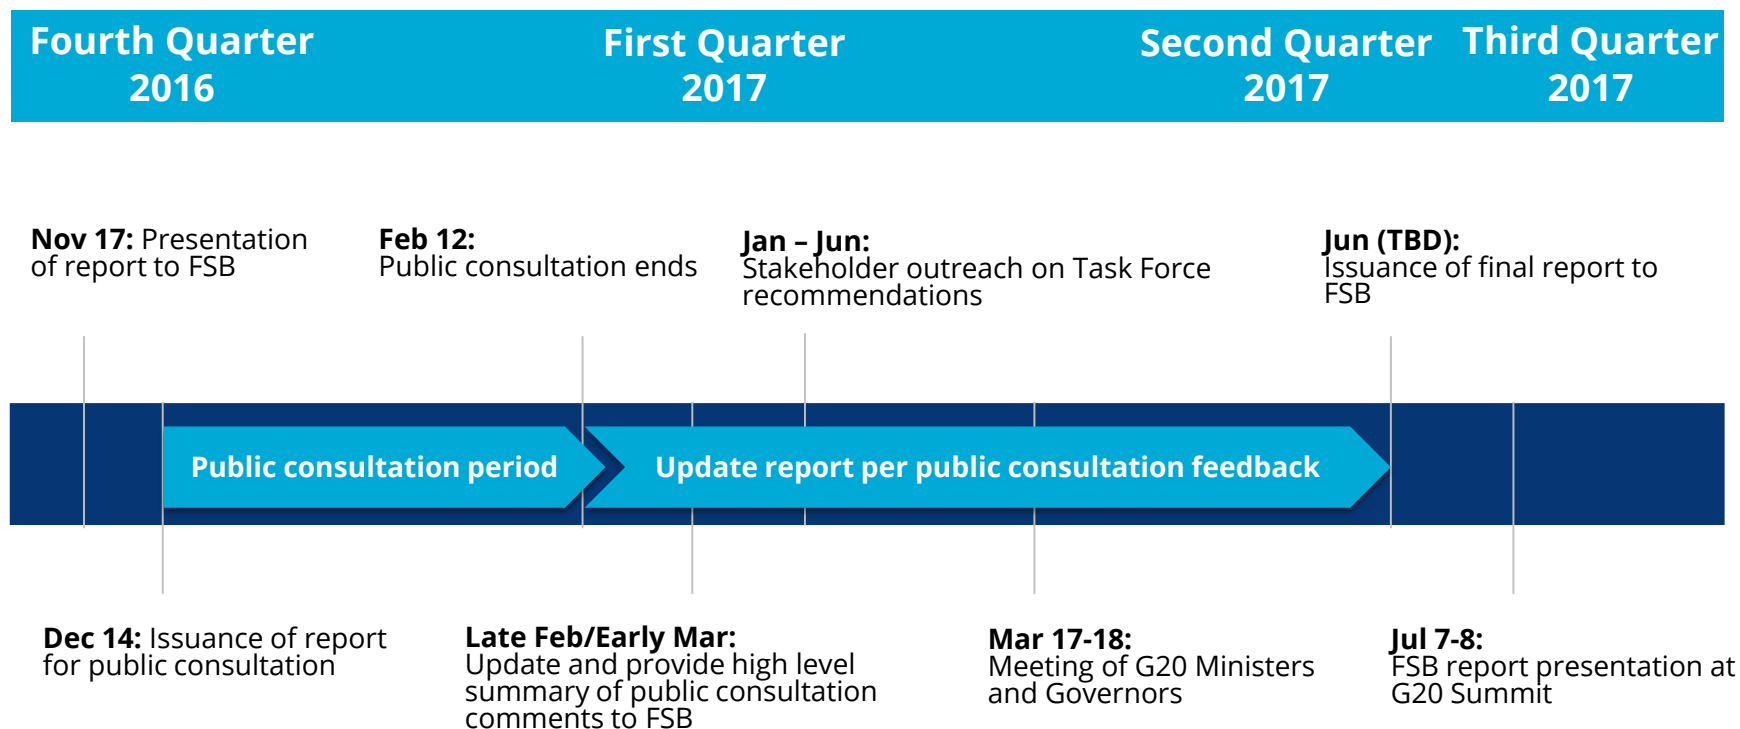 Fourth Quarter
2016
First Quarter
2017
Second Quarter
2017
Third Quarter
2017
Nov 17: Presentation
of report to FSB
Feb 12:
Public consultation ends
Jan – Jun:
Stakeholder outreach on Task Force
recommendations
Jun (TBD):
Issuance of final report to
FSB
Public consultation period
Update report per public consultation feedback
Dec 14: Issuance of report
for public consultation
Late Feb/Early Mar:
Update and provide high level
summary of public consultation
comments to FSB
Mar 17-18:
Meeting of G20 Ministers
and Governors
Jul 7-8:
FSB report presentation at
G20 Summit